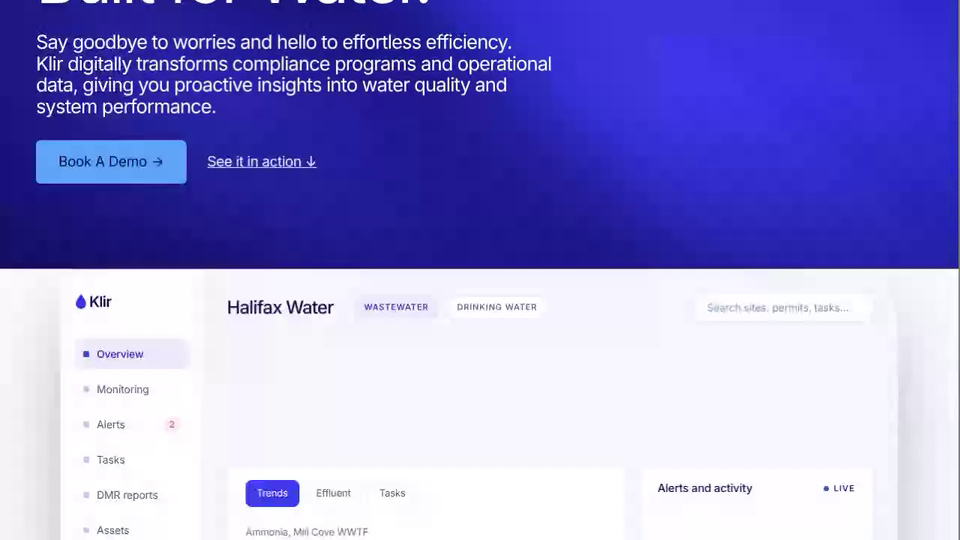 Built for Water.
Say goodbye to worries and hello to effortless efficiency.
Klir digitally transforms compliance programs and operational
data, giving you proactive insights into water quality and
system performance.
Book A Demo →
See it in action ↓
Klir
Halifax Water
WASTEWATER
DRINKING WATER
Search sites, permits, tasks...
Overview
Monitoring
Alerts
2
Tasks
DMR reports
Assets
Trends
Effluent
Tasks
Ammonia, Mill Cove WWTF
Alerts and activity
LIVE